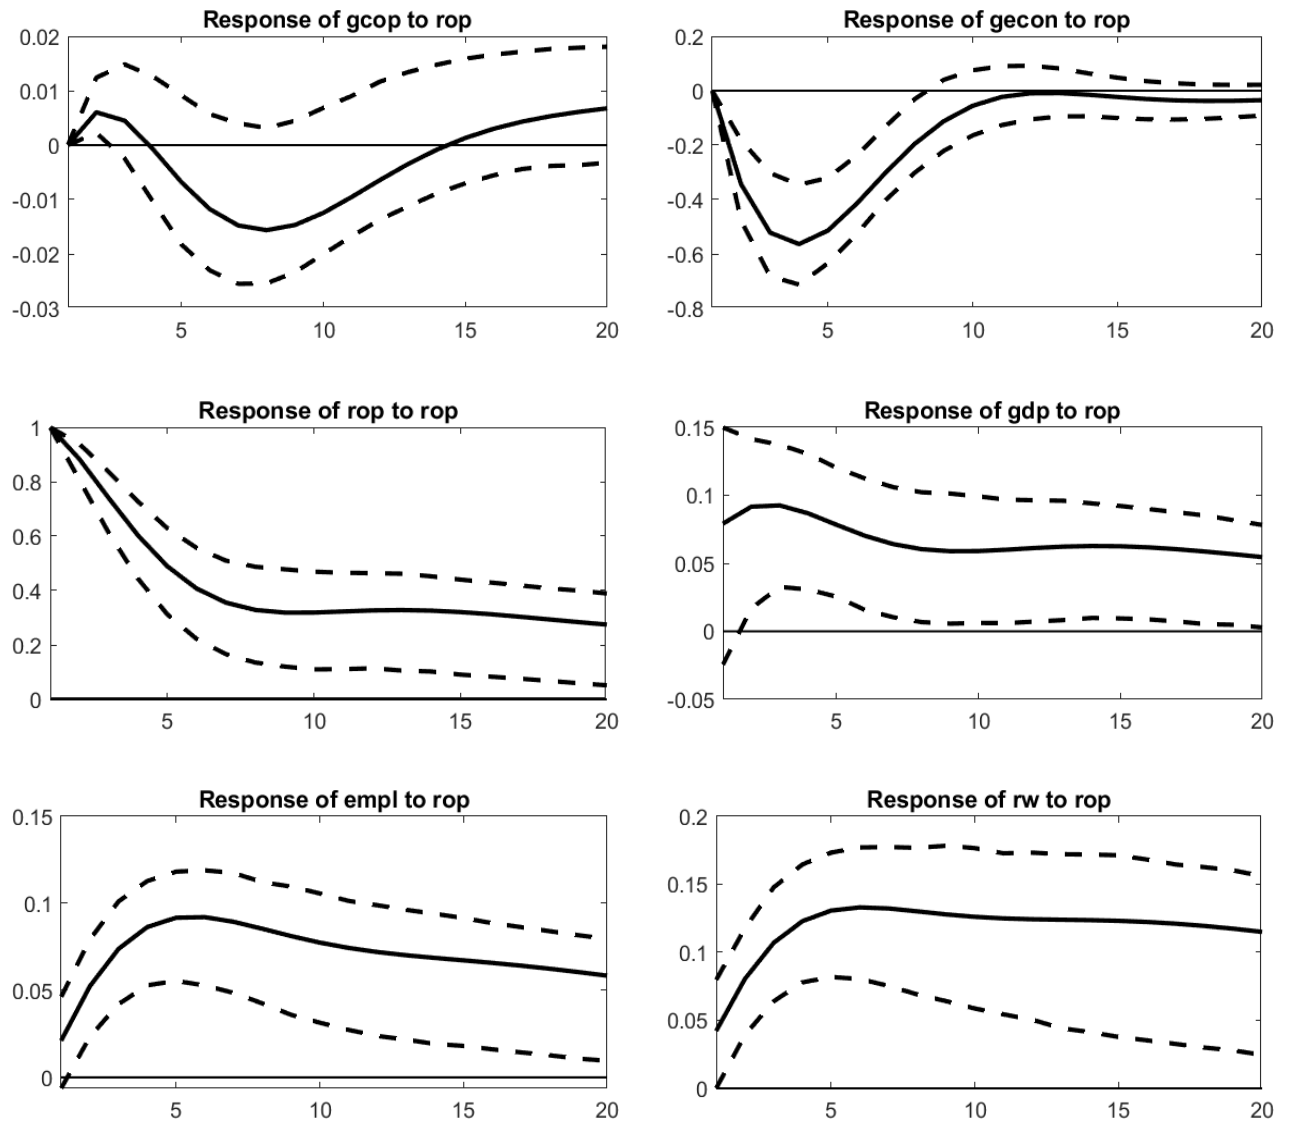 Response of gcop to rop
0.02
0.01
0
-0.01
-0.02
-0.03
5 10 15 20
Response of gecon to rop
0.2
0
-0.2
-0.4
-0.6
-0.8
5 10 15 20
Response of rop to rop
1
0.8
0.6
0.4
0.2
0
5 10 15 20
Response of gdp to rop
0.15
0.1
0.05
0
-0.05
5 10 15 20
Response of empl to rop
0.15
0.1
0.05
0
5 10 15 20
Response of rw to rop
0.2
0.15
0.1
0.05
0
5 10 15 20